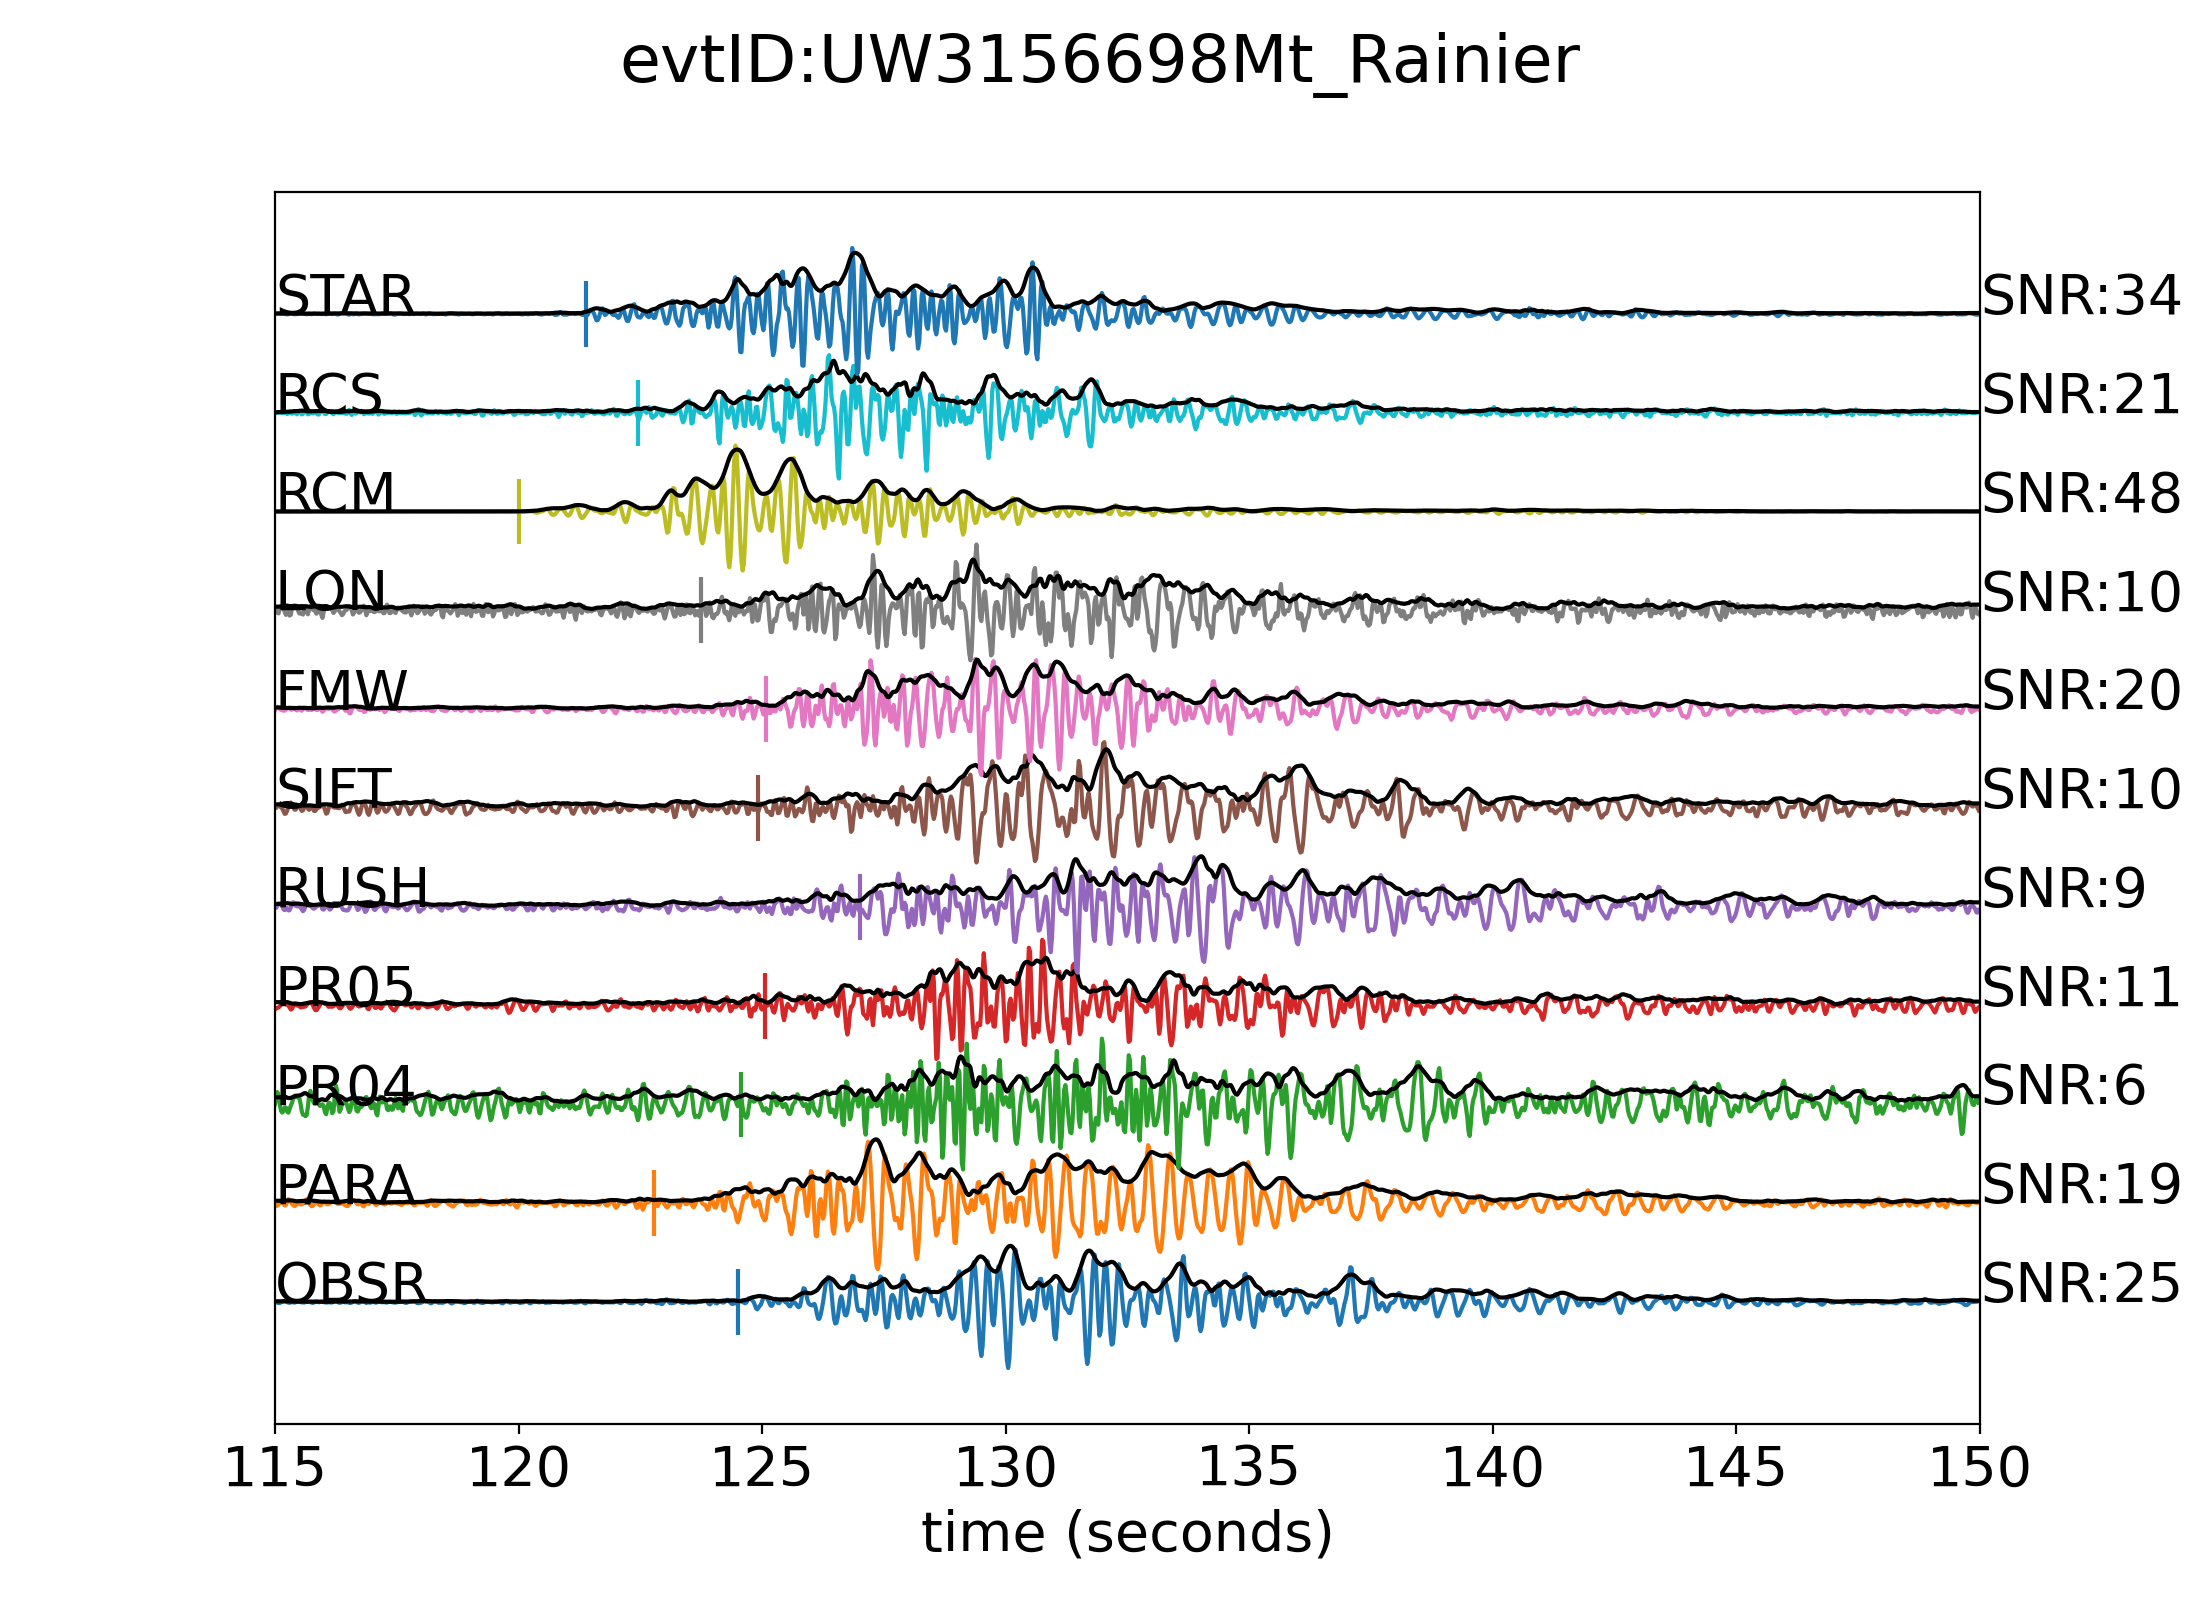 evtID:UW3156698Mt_Rainier
STAR SNR:34
RCS SNR:21
RCM SNR:48
LON SNR:10
FMW SNR:20
SIFT SNR:10
RUSH SNR:9
PR05 SNR:11
PR04 SNR:6
PARA SNR:19
OBSR SNR:25
115 120 125 130 135 140 145 150
time (seconds)